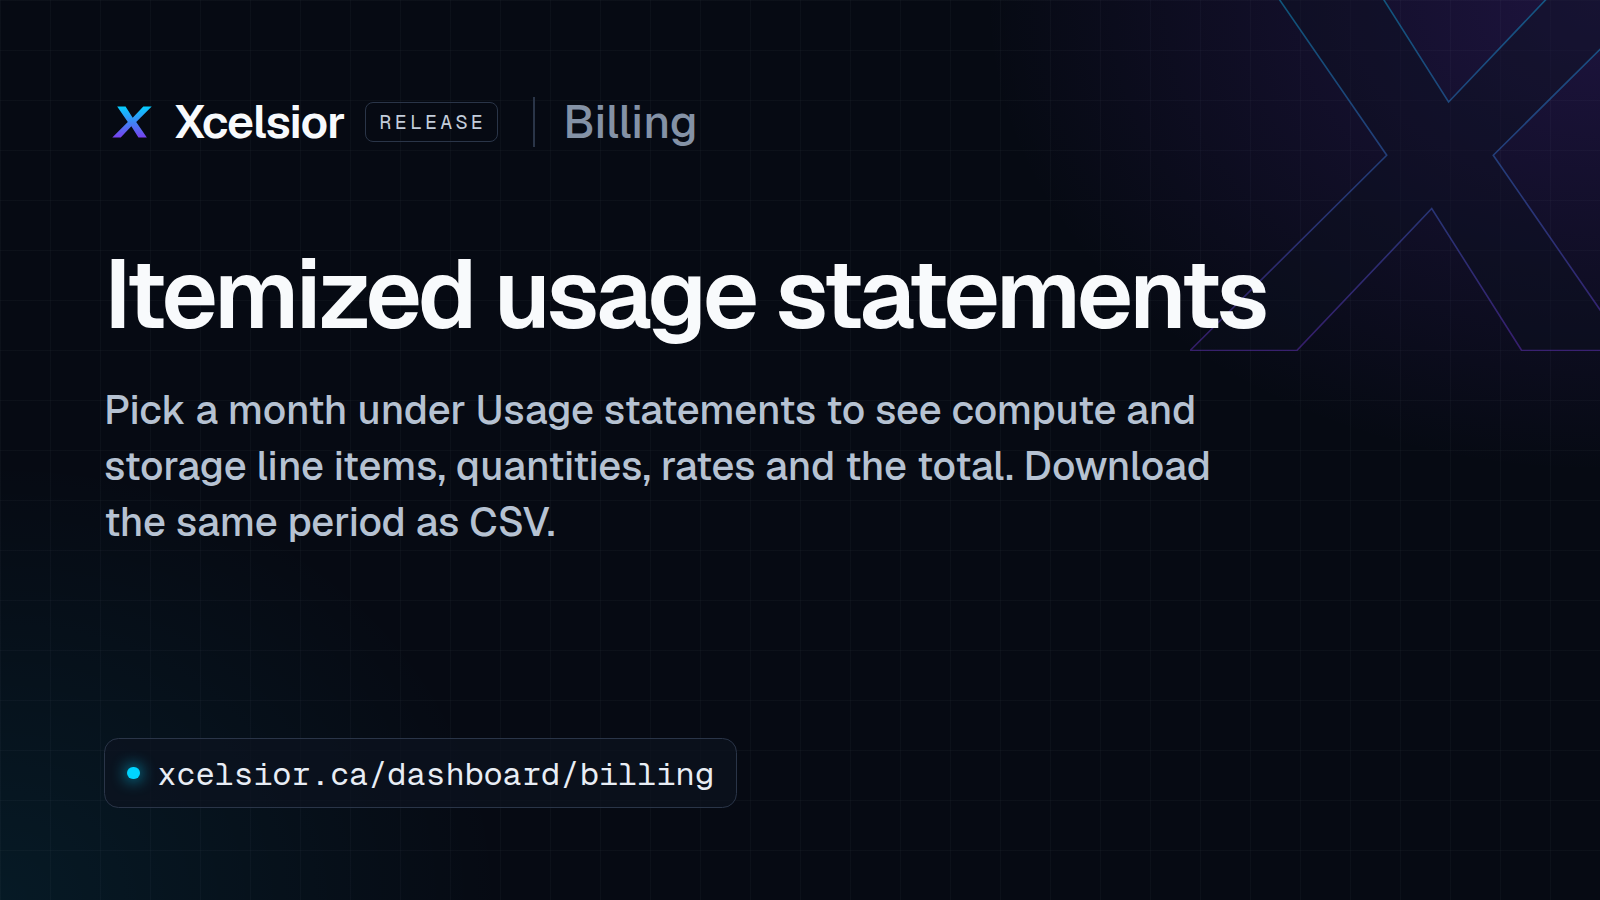 Xcelsior RELEASE Billing
Itemized usage statements
Pick a month under Usage statements to see compute and
storage line items, quantities, rates and the total. Download
the same period as CSV.
xcelsior.ca/dashboard/billing